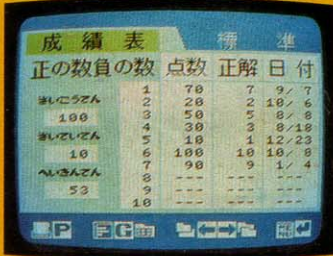 成績表 標準
正の数負の数 点数 正解 日付
1 70 7 9/ 7
さいこうてん 2 20 2 10/ 6
100 3 50 5 8/ 8
4 30 3 8/18
さいていてん 5 10 1 12/23
10 6 100 10 10/ 8
へいきんてん 7 90 9 1/ 4
8 --- --- ---
53 9 --- --- ---
10 --- --- ---
P G